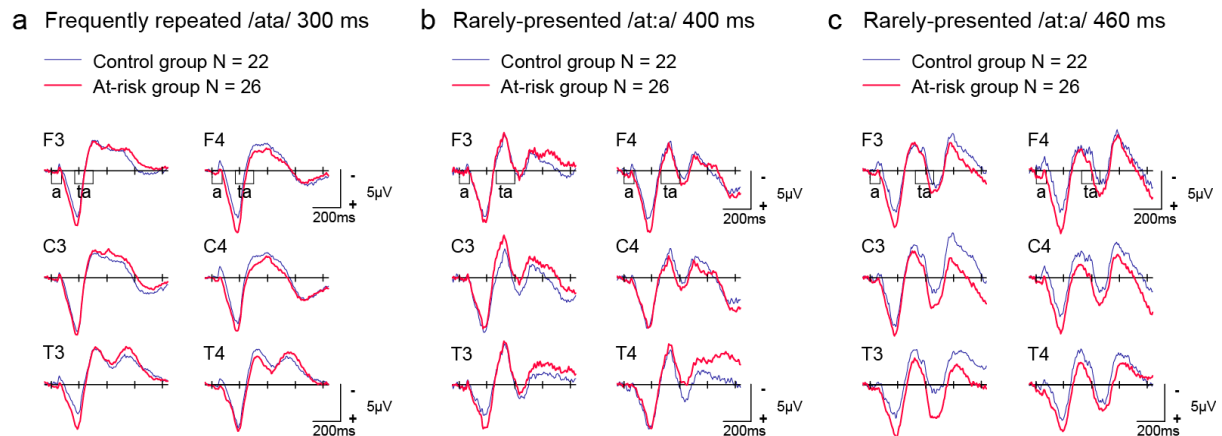 a Frequently repeated /ata/ 300 ms
Control group N = 22
At-risk group N = 26
F3 F4
a ta a ta
-
5µV
+
200ms
C3 C4
T3 T4
-
5µV
+
200ms
b Rarely-presented /at:a/ 400 ms
Control group N = 22
At-risk group N = 26
F3 F4
a ta a ta
-
5µV
+
200ms
C3 C4
T3 T4
-
5µV
+
200ms
c Rarely-presented /at:a/ 460 ms
Control group N = 22
At-risk group N = 26
F3 F4
a ta a ta
-
5µV
+
200ms
C3 C4
T3 T4
-
5µV
+
200ms